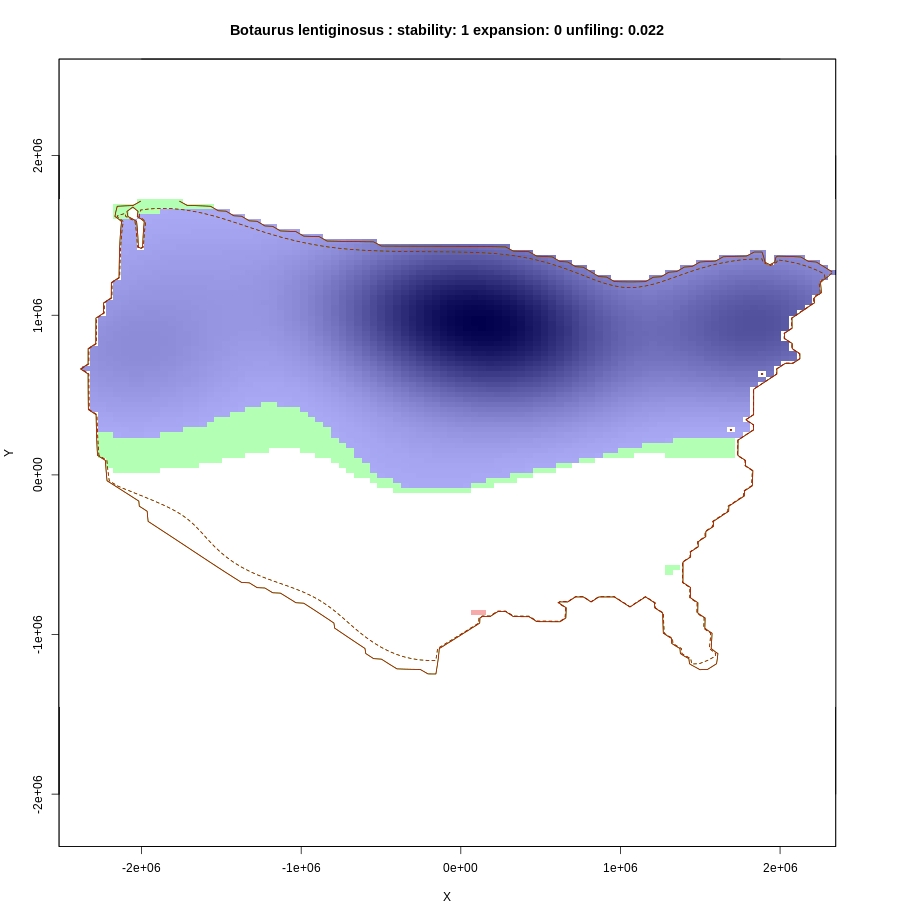 Botaurus lentiginosus : stability: 1 expansion: 0 unfiling: 0.022
2e+06
1e+06
0e+00
-1e+06
-2e+06
Y
-2e+06 -1e+06 0e+00 1e+06 2e+06
X